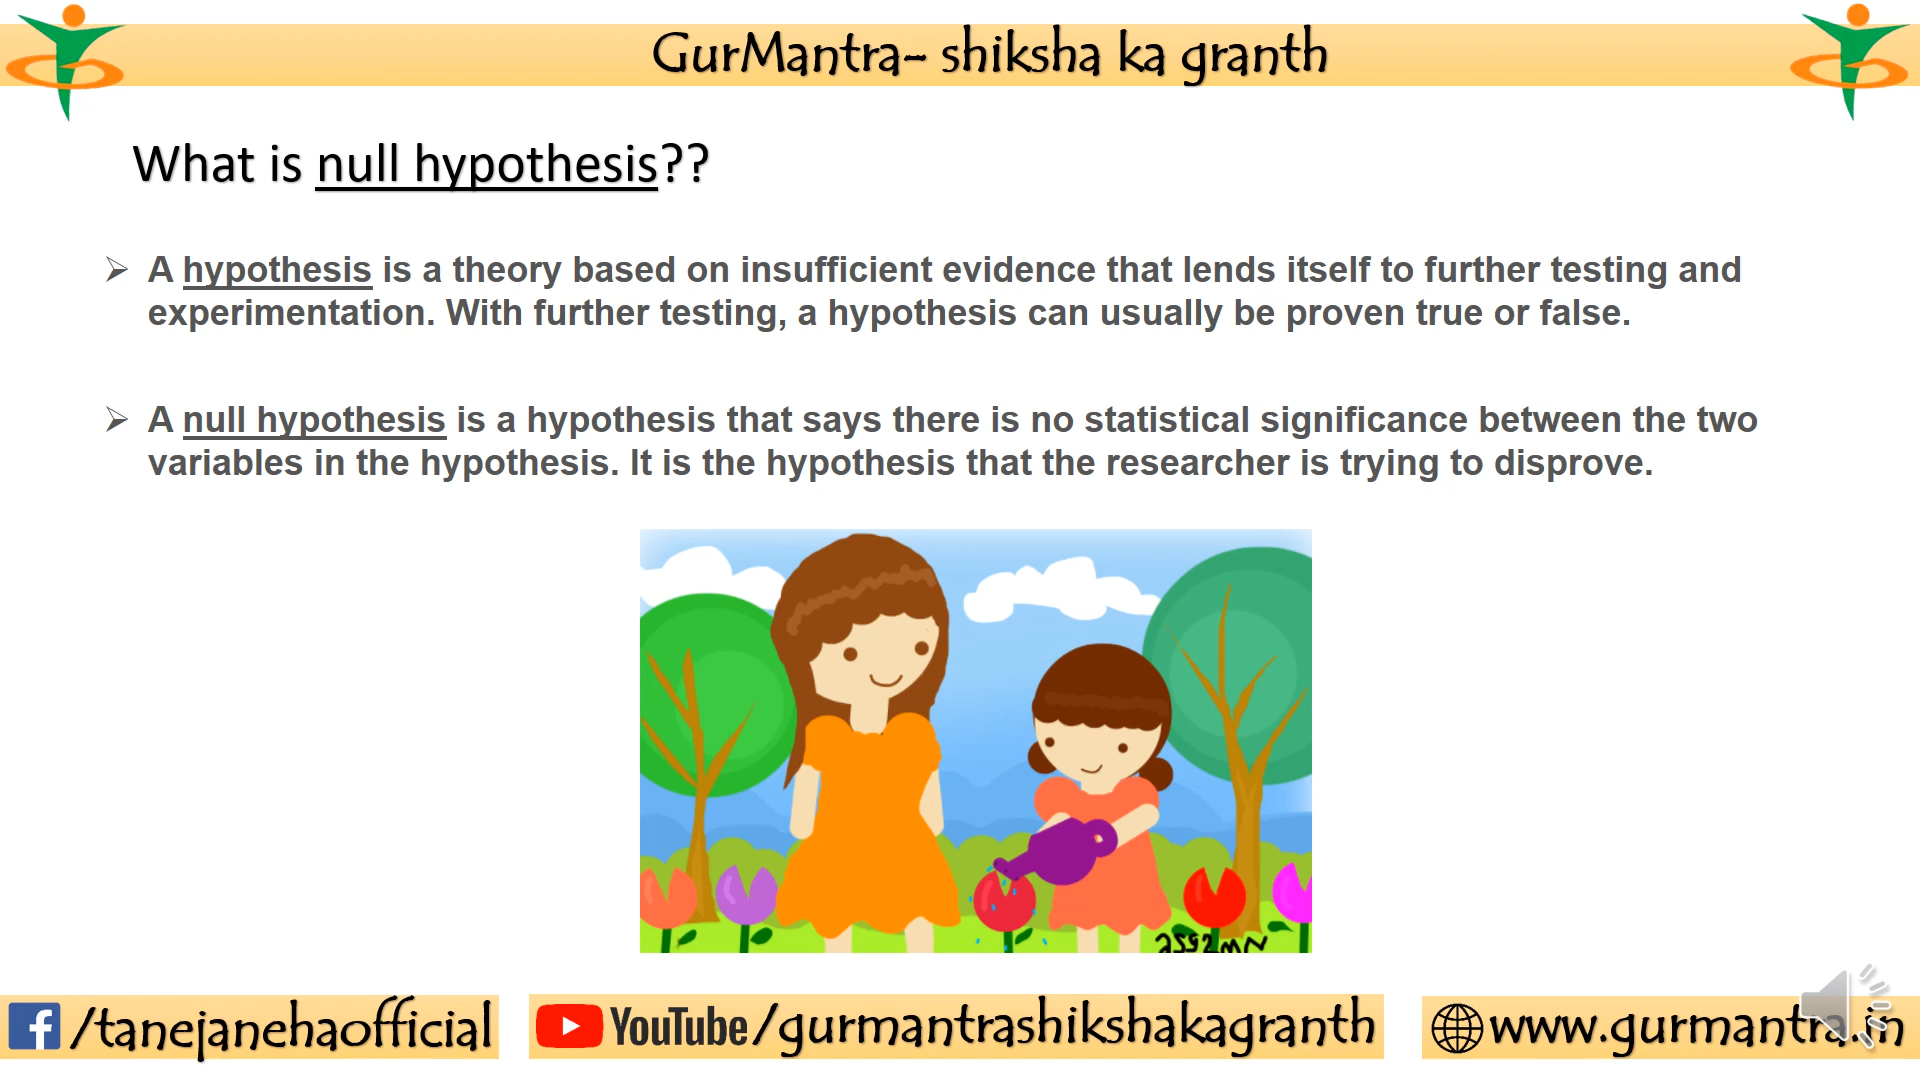 GurMantra- shiksha ka granth
What is null hypothesis??
A hypothesis is a theory based on insufficient evidence that lends itself to further testing and
experimentation. With further testing, a hypothesis can usually be proven true or false.
A null hypothesis is a hypothesis that says there is no statistical significance between the two
variables in the hypothesis. It is the hypothesis that the researcher is trying to disprove.
/tanejanehaofficial
YouTube/gurmantrashikshakagranth
www.gurmantra.in